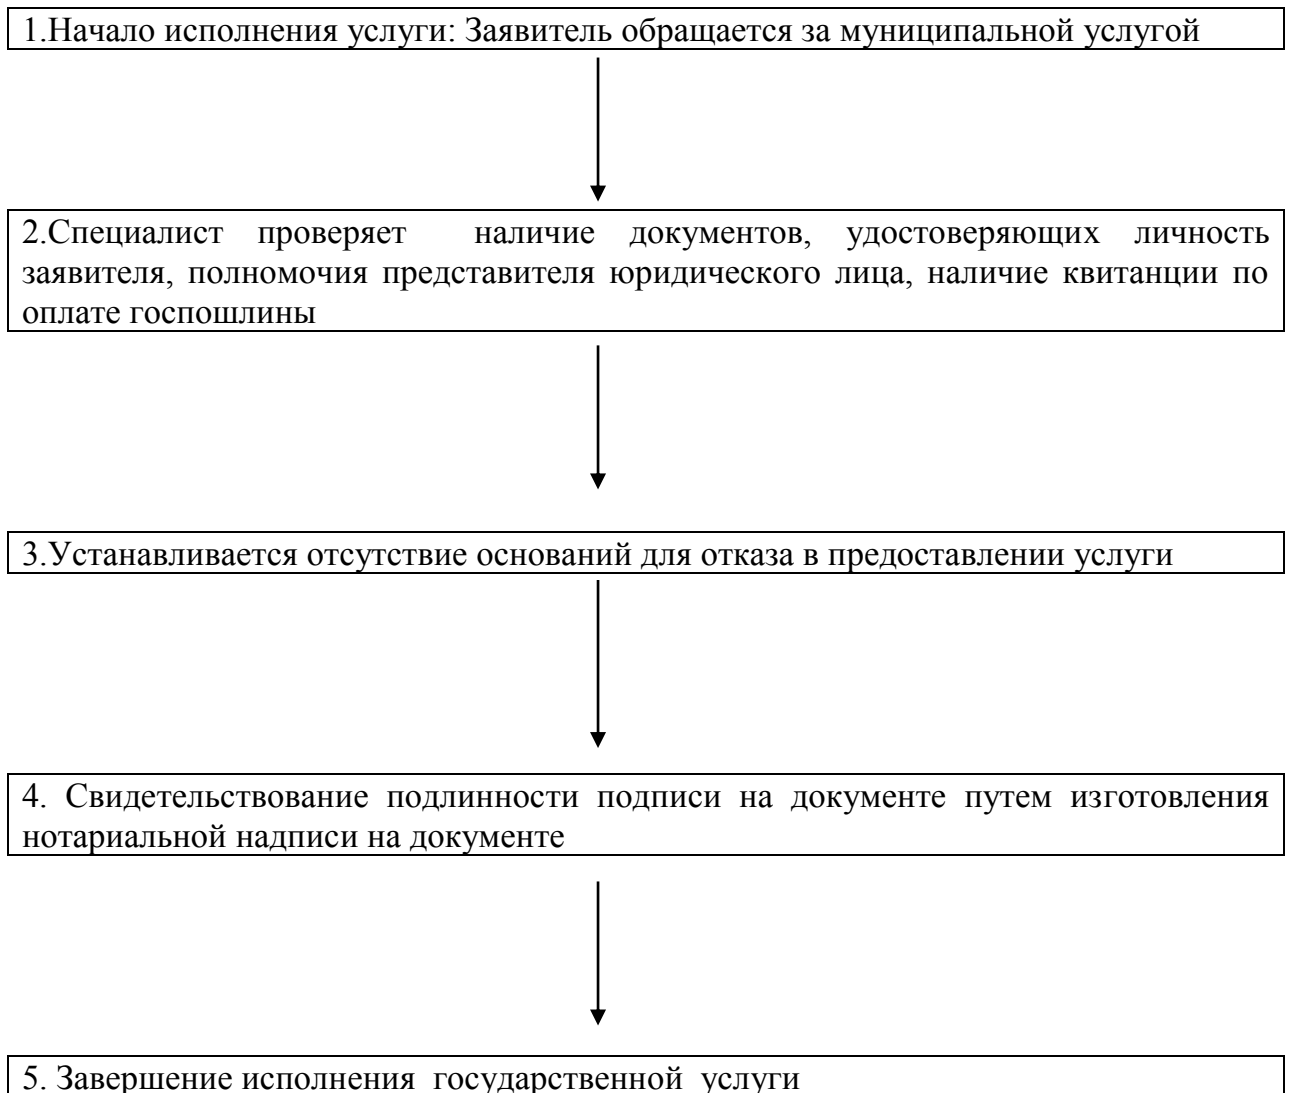 1.Начало исполнения услуги: Заявитель обращается за муниципальной услугой
2.Специалист проверяет наличие документов, удостоверяющих личность
заявителя, полномочия представителя юридического лица, наличие квитанции по
оплате госпошлины
3.Устанавливается отсутствие оснований для отказа в предоставлении услуги
4. Свидетельствование подлинности подписи на документе путем изготовления
нотариальной надписи на документе
5. Завершение исполнения государственной услуги